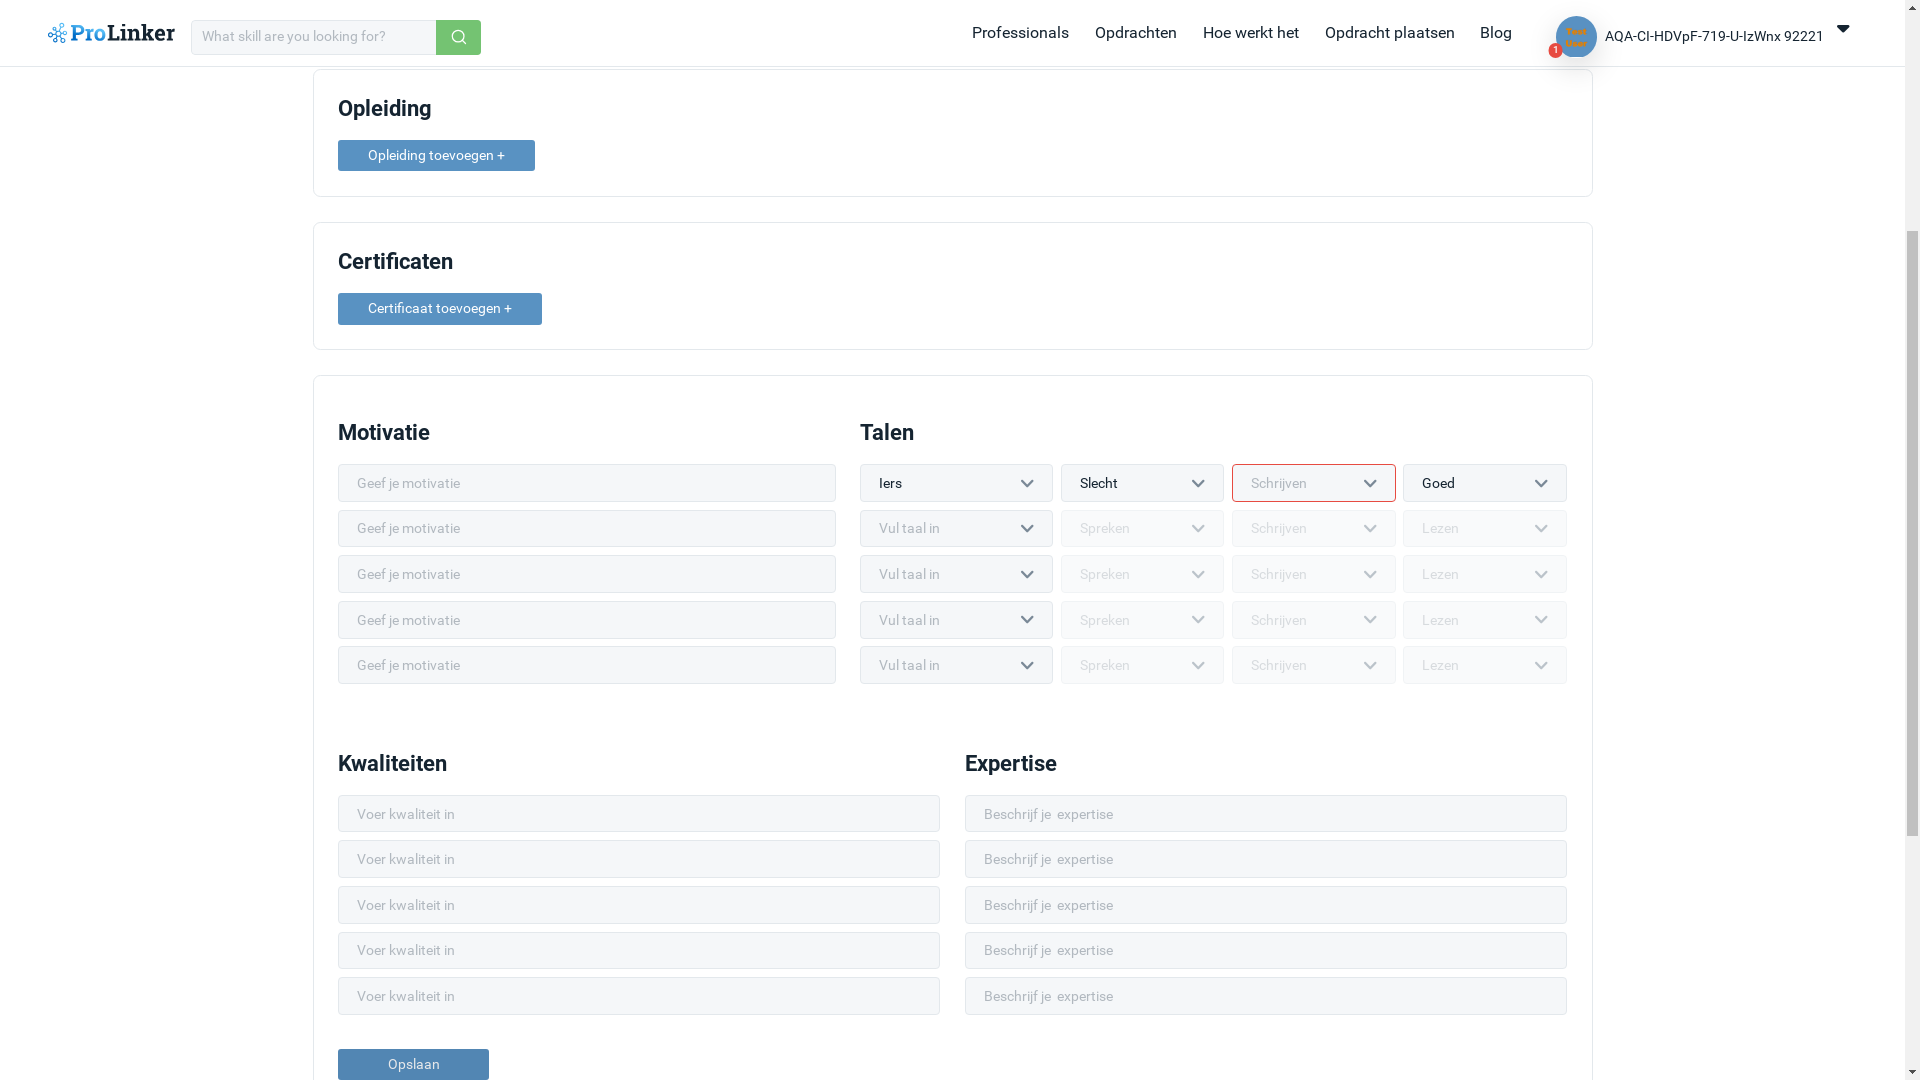 ProLinker
What skill are you looking for?
Professionals
Opdrachten
Hoe werkt het
Opdracht plaatsen
Blog
Test User
1
AQA-CI-HDVpF-719-U-IzWnx 92221
Opleiding
Opleiding toevoegen +
Certificaten
Certificaat toevoegen +
Motivatie
Geef je motivatie
Geef je motivatie
Geef je motivatie
Geef je motivatie
Geef je motivatie
Talen
Iers Slecht Schrijven Goed
Vul taal in Spreken Schrijven Lezen
Vul taal in Spreken Schrijven Lezen
Vul taal in Spreken Schrijven Lezen
Vul taal in Spreken Schrijven Lezen
Kwaliteiten
Voer kwaliteit in
Voer kwaliteit in
Voer kwaliteit in
Voer kwaliteit in
Voer kwaliteit in
Expertise
Beschrijf je expertise
Beschrijf je expertise
Beschrijf je expertise
Beschrijf je expertise
Beschrijf je expertise
Opslaan